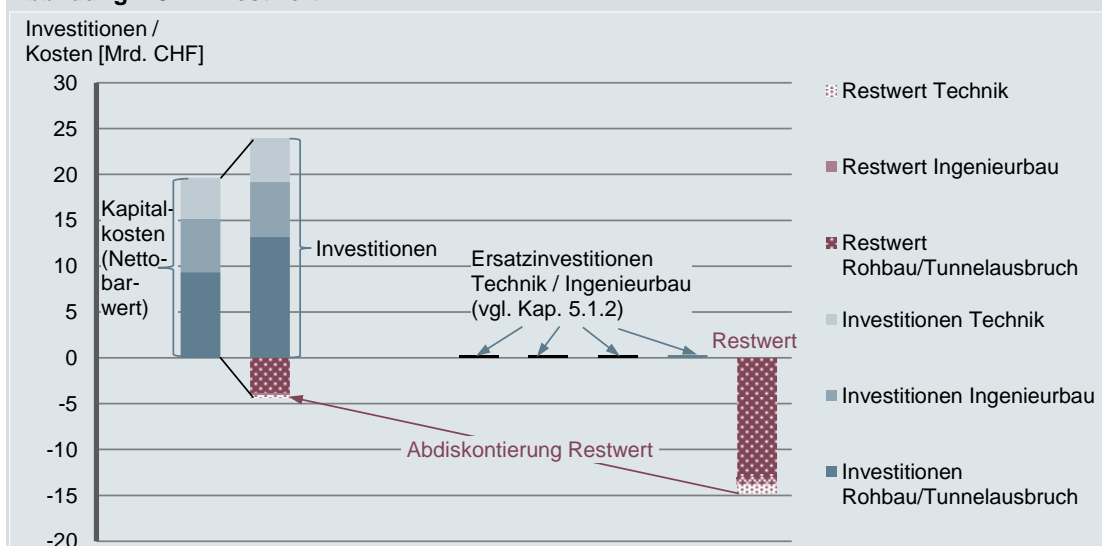 Investitionen /
Kosten [Mrd. CHF]
30
25
20
15
10
5
0
-5
-10
-15
-20
Kapital-
kosten
(Netto-
bar-
wert)
Investitionen
Ersatzinvestitionen
Technik / Ingenieurbau
(vgl. Kap. 5.1.2)
Restwert
Abdiskontierung Restwert
Restwert Technik
Restwert Ingenieurbau
Restwert
Rohbau/Tunnelausbruch
Investitionen Technik
Investitionen Ingenieurbau
Investitionen
Rohbau/Tunnelausbruch